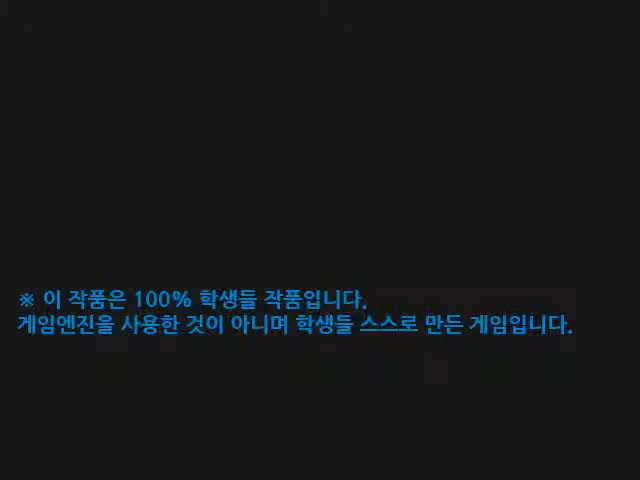 ※ 이 작품은 100% 학생들 작품입니다.
게임엔진을 사용한 것이 아니며 학생들 스스로 만든 게임입니다.